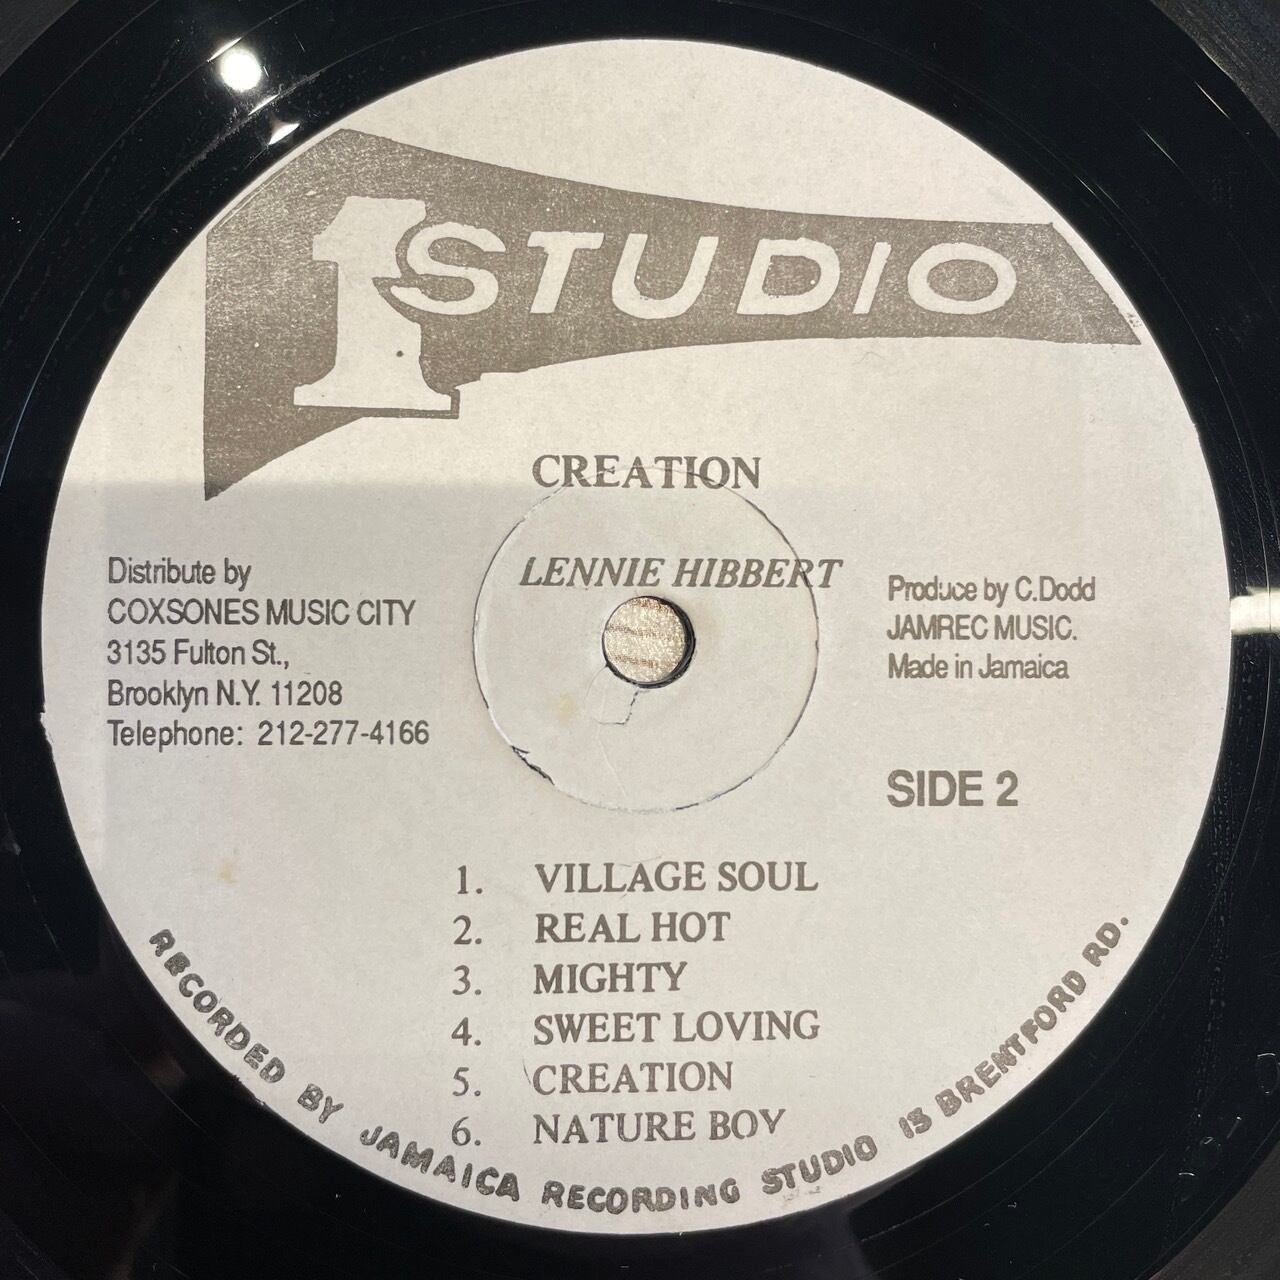 1 STUDIO
CREATION
LENNIE HIBBERT
Distribute by
COXSONES MUSIC CITY
3135 Fulton St.,
Brooklyn N.Y. 11208
Telephone: 212-277-4166
Produce by C.Dodd
JAMREC MUSIC.
Made in Jamaica
SIDE 2
1. VILLAGE SOUL
2. REAL HOT
3. MIGHTY
4. SWEET LOVING
5. CREATION
6. NATURE BOY
RECORDED BY JAMAICA RECORDING STUDIO 13 BRENTFORD RD.